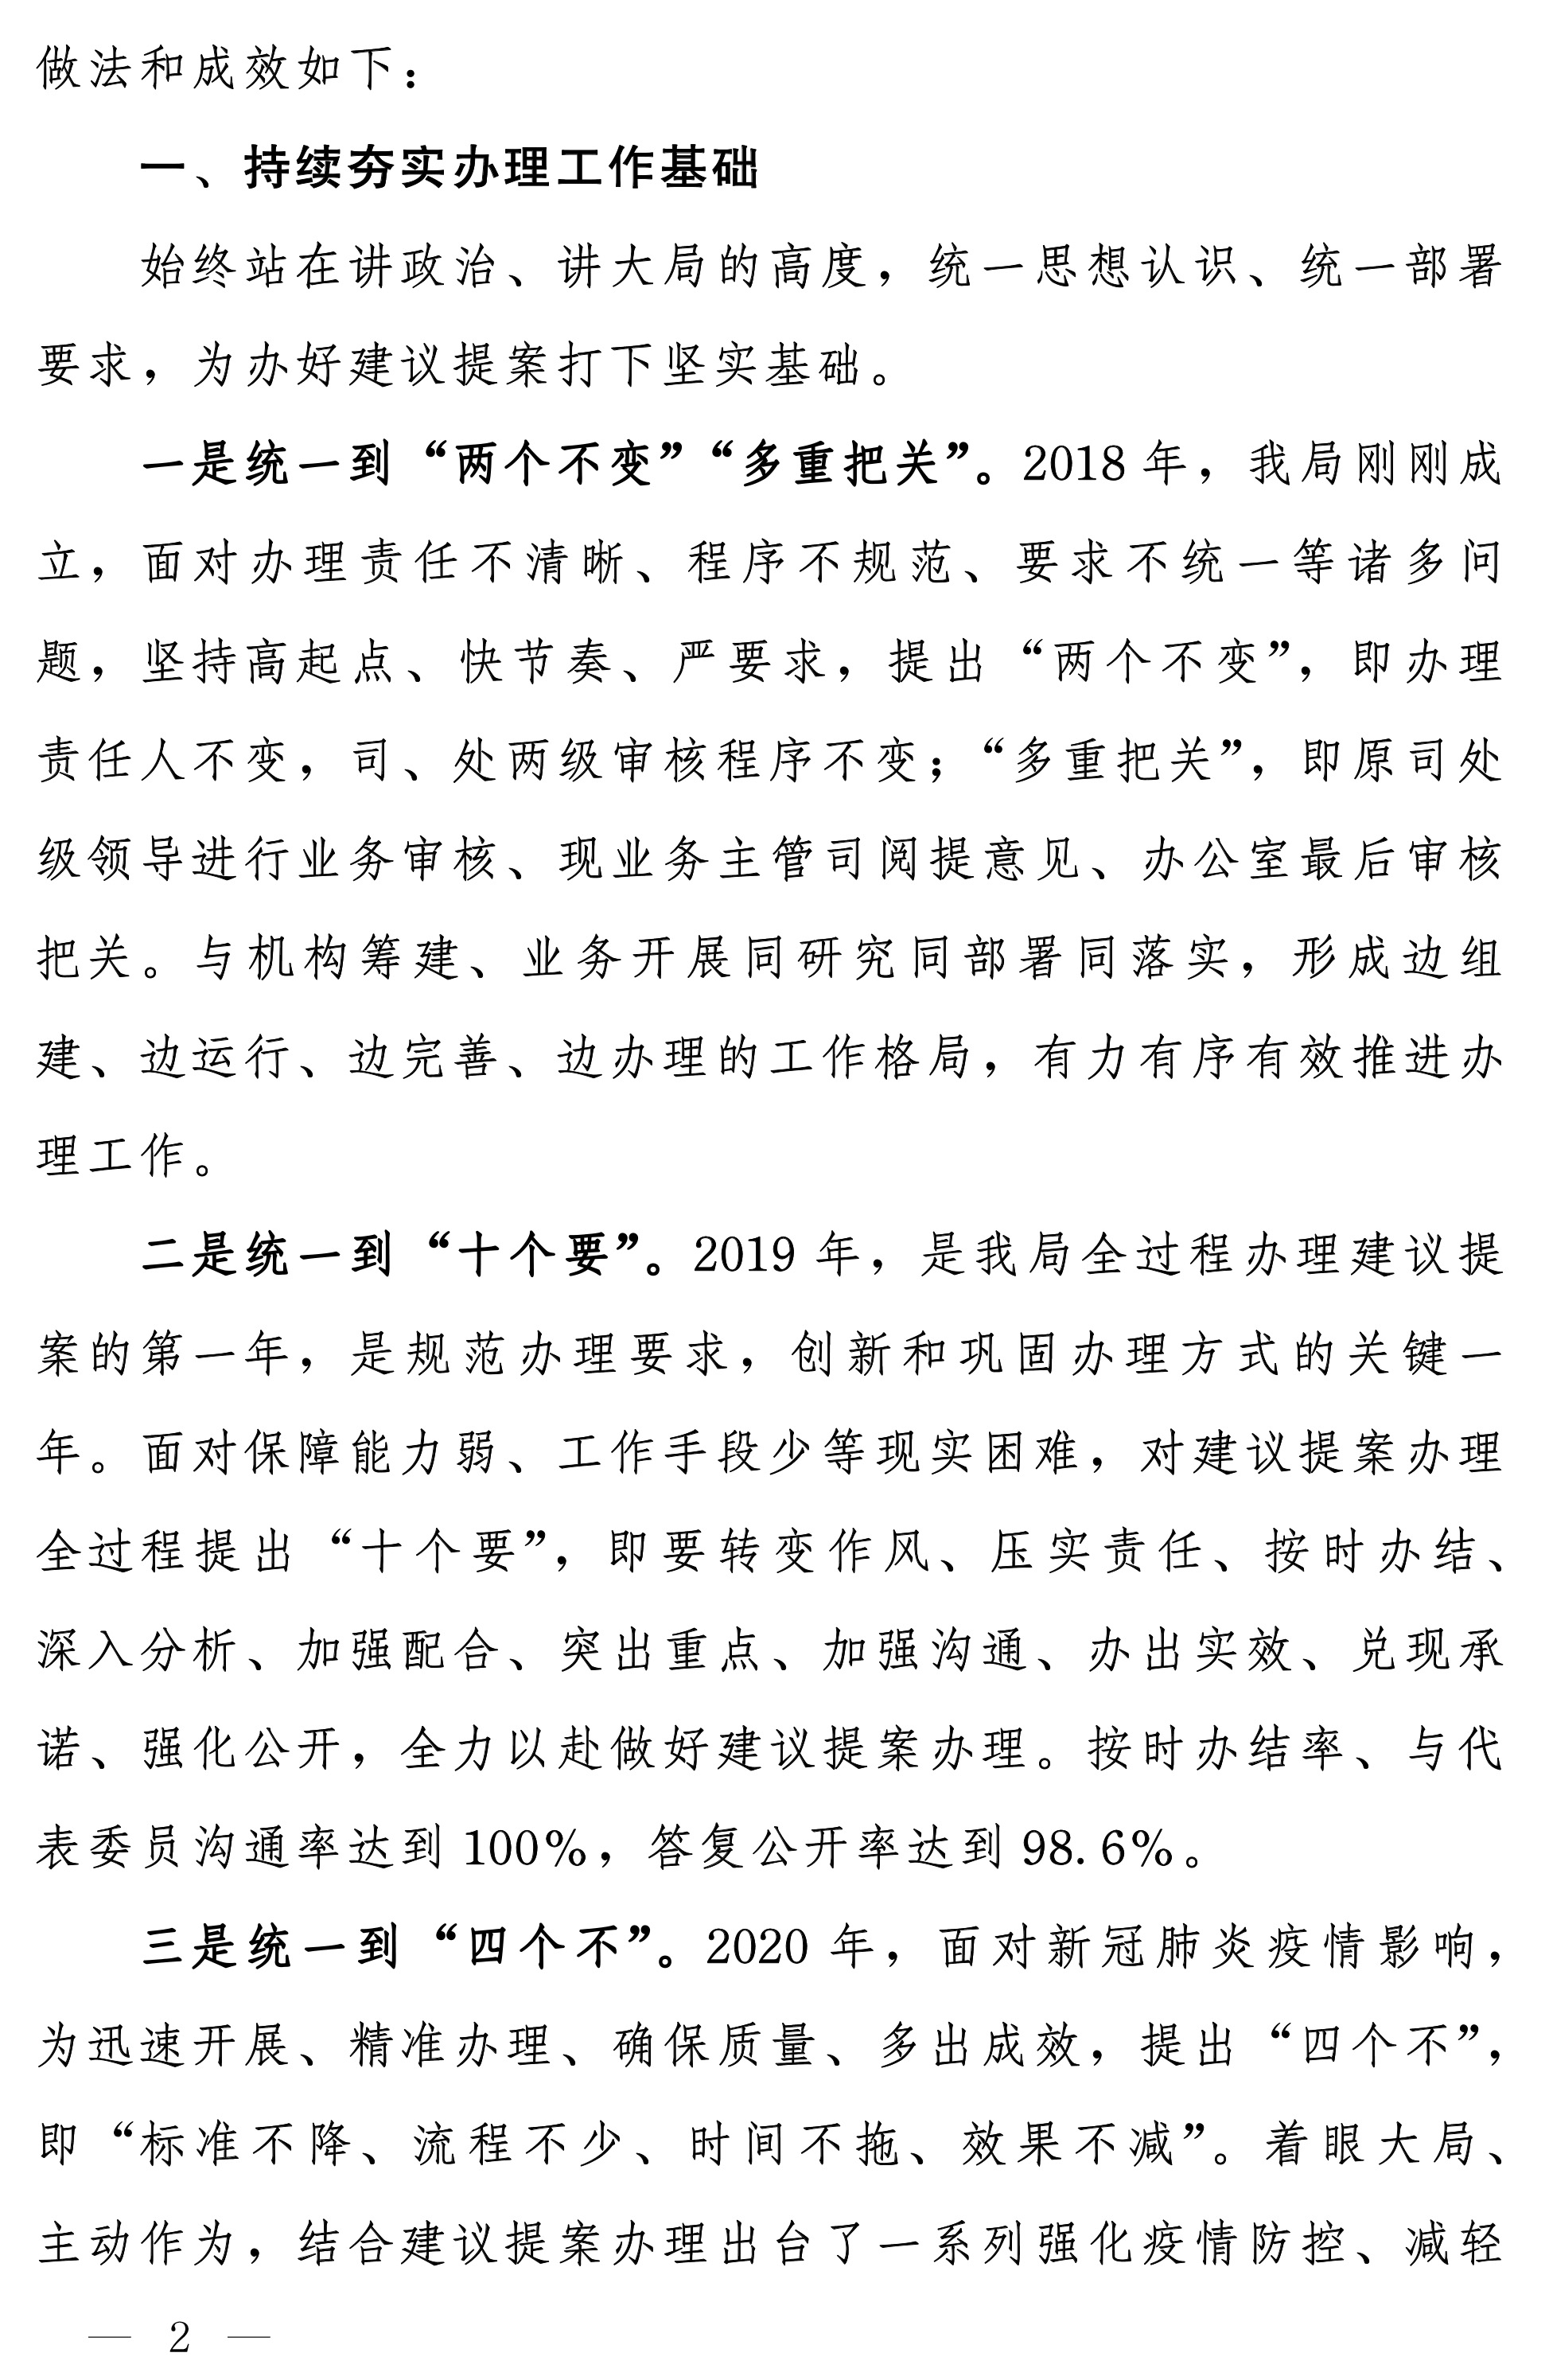 做法和成效如下：
一、持续夯实办理工作基础
始终站在讲政治、讲大局的高度，统一思想认识、统一部署
要求，为办好建议提案打下坚实基础。
一是统一到“两个不变”“多重把关”。2018 年，我局刚刚成
立，面对办理责任不清晰、程序不规范、要求不统一等诸多问
题，坚持高起点、快节奏、严要求，提出“两个不变”，即办理
责任人不变，司、处两级审核程序不变；“多重把关”，即原司处
级领导进行业务审核、现业务主管司阅提意见、办公室最后审核
把关。与机构筹建、业务开展同研究同部署同落实，形成边组
建、边运行、边完善、边办理的工作格局，有力有序有效推进办
理工作。
二是统一到“十个要”。2019 年，是我局全过程办理建议提
案的第一年，是规范办理要求，创新和巩固办理方式的关键一
年。面对保障能力弱、工作手段少等现实困难，对建议提案办理
全过程提出“十个要”，即要转变作风、压实责任、按时办结、
深入分析、加强配合、突出重点、加强沟通、办出实效、兑现承
诺、强化公开，全力以赴做好建议提案办理。按时办结率、与代
表委员沟通率达到 100%，答复公开率达到 98.6%。
三是统一到“四个不”。2020 年，面对新冠肺炎疫情影响，
为迅速开展、精准办理、确保质量、多出成效，提出“四个不”，
即“标准不降、流程不少、时间不拖、效果不减”。着眼大局、
主动作为，结合建议提案办理出台了一系列强化疫情防控、减轻
— 2 —